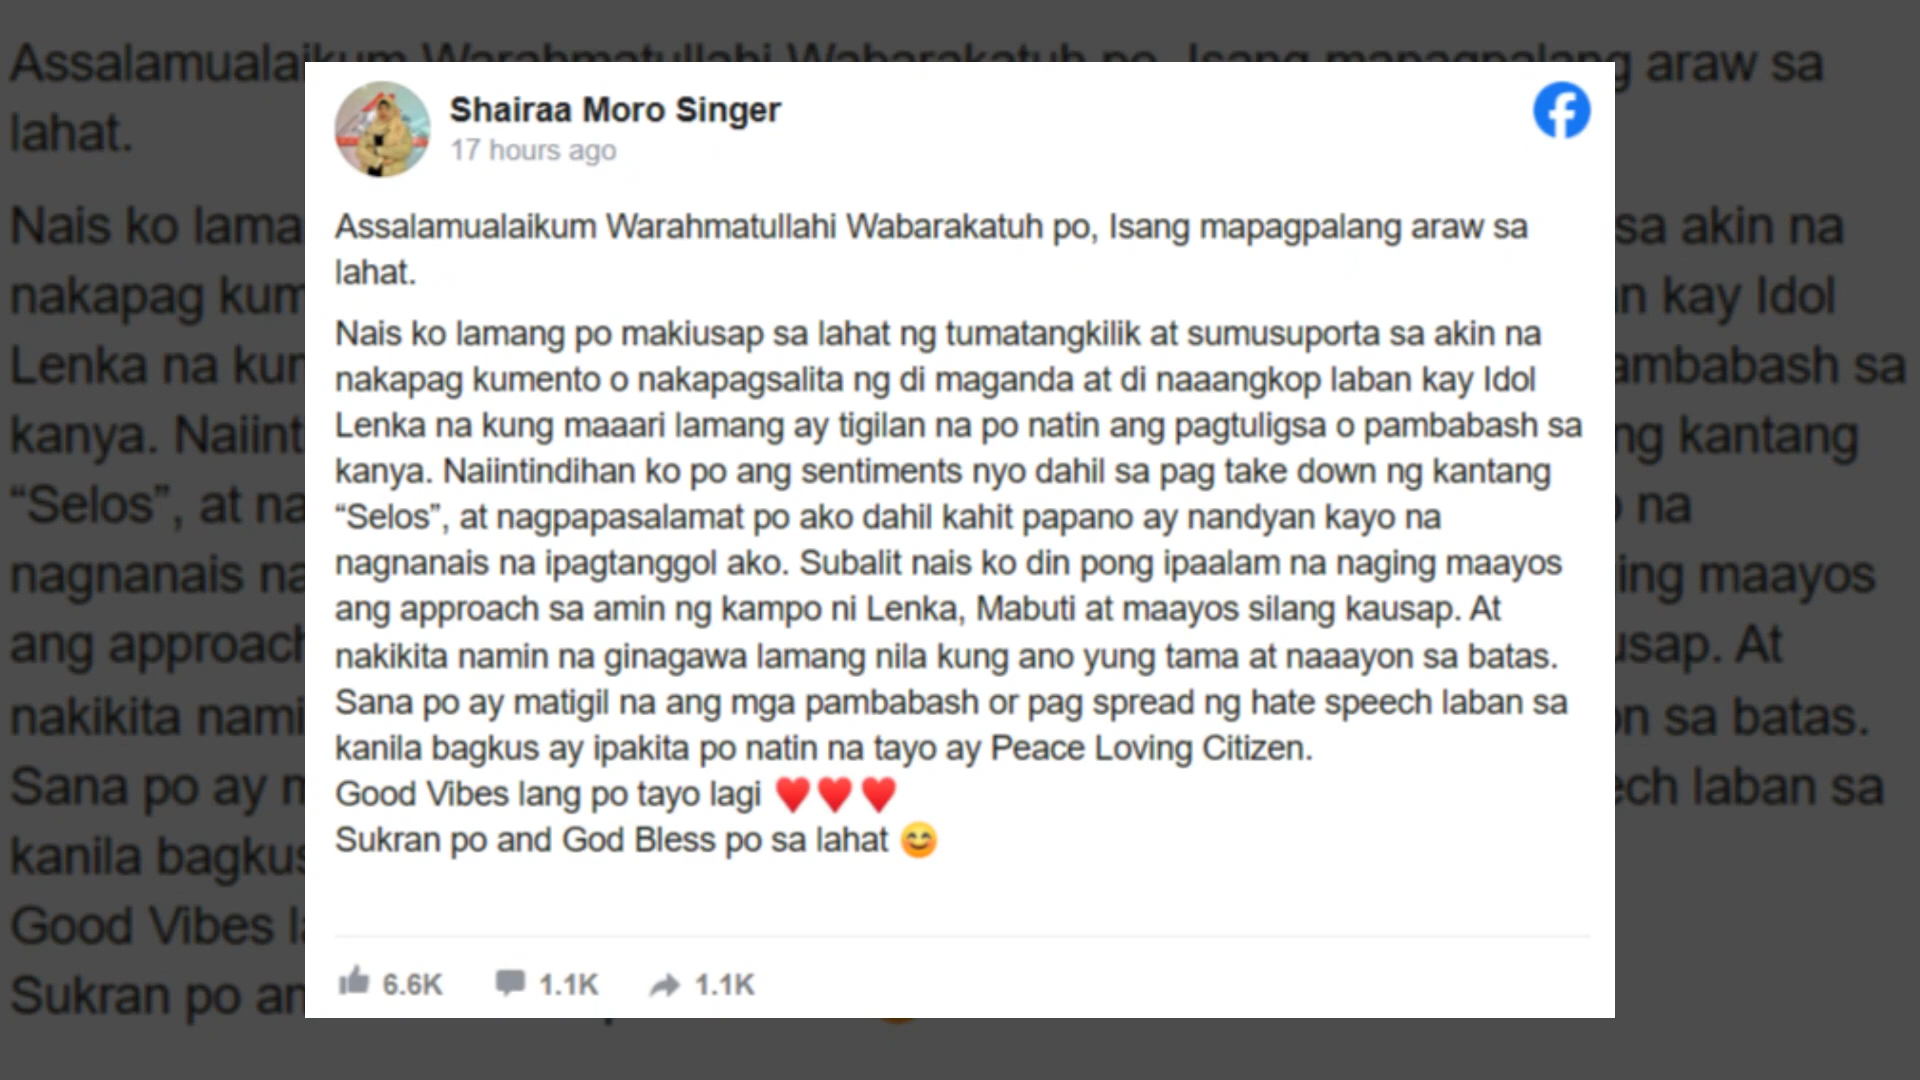 Shairaa Moro Singer
17 hours ago
Assalamualaikum Warahmatullahi Wabarakatuh po, Isang mapagpalang araw sa
lahat.
Nais ko lamang po makiusap sa lahat ng tumatangkilik at sumusuporta sa akin na
nakapag kumento o nakapagsalita ng di maganda at di naaangkop laban kay Idol
Lenka na kung maaari lamang ay tigilan na po natin ang pagtuligsa o pambabash sa
kanya. Naiintindihan ko po ang sentiments nyo dahil sa pag take down ng kantang
“Selos”, at nagpapasalamat po ako dahil kahit papano ay nandyan kayo na
nagnanais na ipagtanggol ako. Subalit nais ko din pong ipaalam na naging maayos
ang approach sa amin ng kampo ni Lenka, Mabuti at maayos silang kausap. At
nakikita namin na ginagawa lamang nila kung ano yung tama at naaayon sa batas.
Sana po ay matigil na ang mga pambabash or pag spread ng hate speech laban sa
kanila bagkus ay ipakita po natin na tayo ay Peace Loving Citizen.
Good Vibes lang po tayo lagi ❤️❤️❤️
Sukran po and God Bless po sa lahat 😊
6.6K 1.1K 1.1K